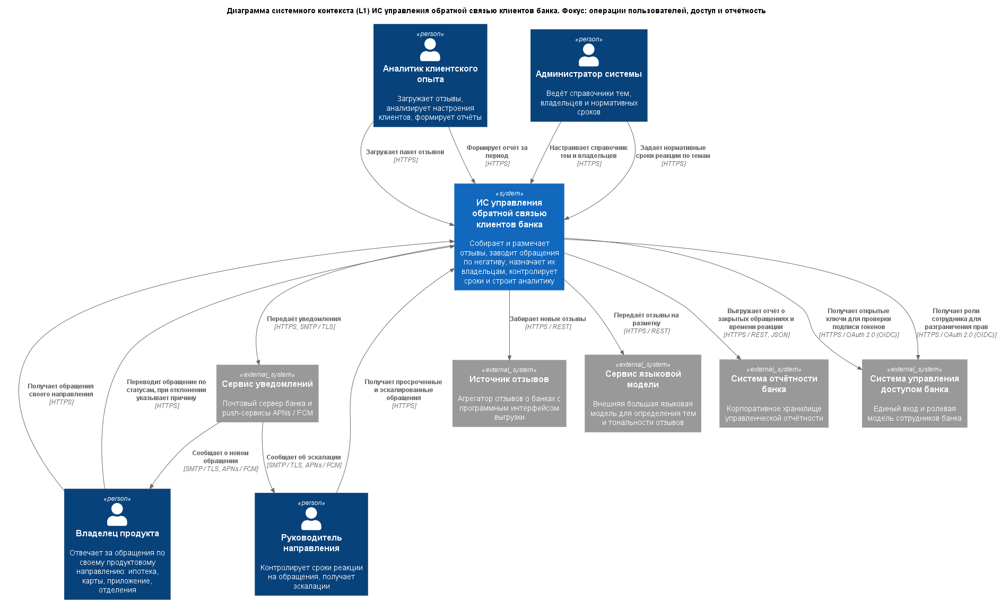 Диаграмма системного контекста (L1) ИС управления обратной связью клиентов банка. Фокус: операции пользователей, доступ и отчётность
«person»
Аналитик клиентского
опыта
Загружает отзывы,
анализирует настроения
клиентов, формирует отчёты
«person»
Администратор системы
Ведёт справочники тем,
владельцев и нормативных
сроков
Загружает пакет отзывов
[HTTPS]
Формирует отчёт за
период
[HTTPS]
Настраивает справочник
тем и владельцев
[HTTPS]
Задаёт нормативные
сроки реакции по темам
[HTTPS]
«system»
ИС управления
обратной связью
клиентов банка
Собирает и размечает
отзывы, заводит обращения
по негативу, назначает их
владельцам, контролирует
сроки и строит аналитику
Передаёт уведомления
[HTTPS, SMTP / TLS]
Забирает новые отзывы
[HTTPS / REST]
Передаёт отзывы на
разметку
[HTTPS / REST]
Выгружает отчёт о
закрытых обращениях и
времени реакции
[HTTPS / REST, JSON]
Получает открытые
ключи для проверки
подписи токенов
[HTTPS / OAuth 2.0 (OIDC)]
Получает роли
сотрудника для
разграничения прав
[HTTPS / OAuth 2.0 (OIDC)]
Получает обращения
своего направления
[HTTPS]
Переводит обращение по
статусам, при отклонении
указывает причину
[HTTPS]
«external_system»
Сервис уведомлений
Почтовый сервер банка и
push-сервисы APNs / FCM
Получает просроченные
и эскалированные
обращения
[HTTPS]
«external_system»
Источник отзывов
Агрегатор отзывов о банках с
программным интерфейсом
выгрузки
«external_system»
Сервис языковой
модели
Внешняя большая языковая
модель для определения тем
и тональности отзывов
«external_system»
Система отчётности
банка
Корпоративное хранилище
управленческой отчётности
«external_system»
Система управления
доступом банка
Единый вход и ролевая
модель сотрудников банка
Сообщает о новом
обращении
[SMTP / TLS, APNs / FCM]
Сообщает об эскалации
[SMTP / TLS, APNs / FCM]
«person»
Владелец продукта
Отвечает за обращения по
своему продуктовому
направлению: ипотека,
карты, приложение,
отделения
«person»
Руководитель
направления
Контролирует сроки реакции
на обращения, получает
эскалации